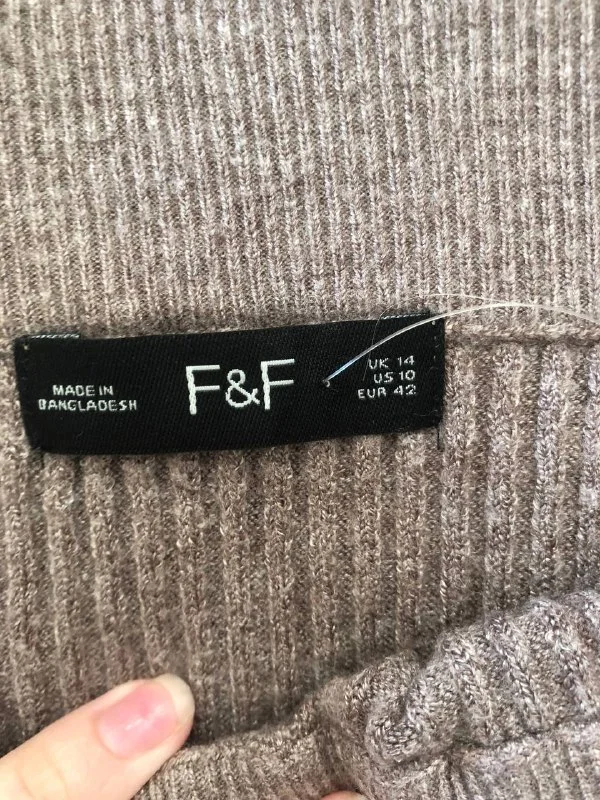 MADE IN
BANGLADESH
F&F
UK 14
US 10
EUR 42